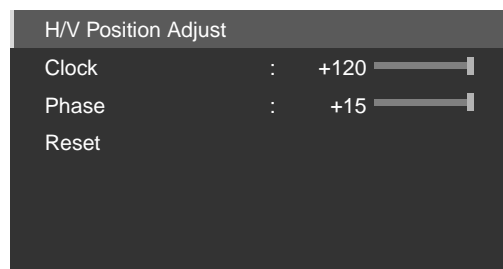 H/V Position Adjust
Clock : +120
Phase : +15
Reset